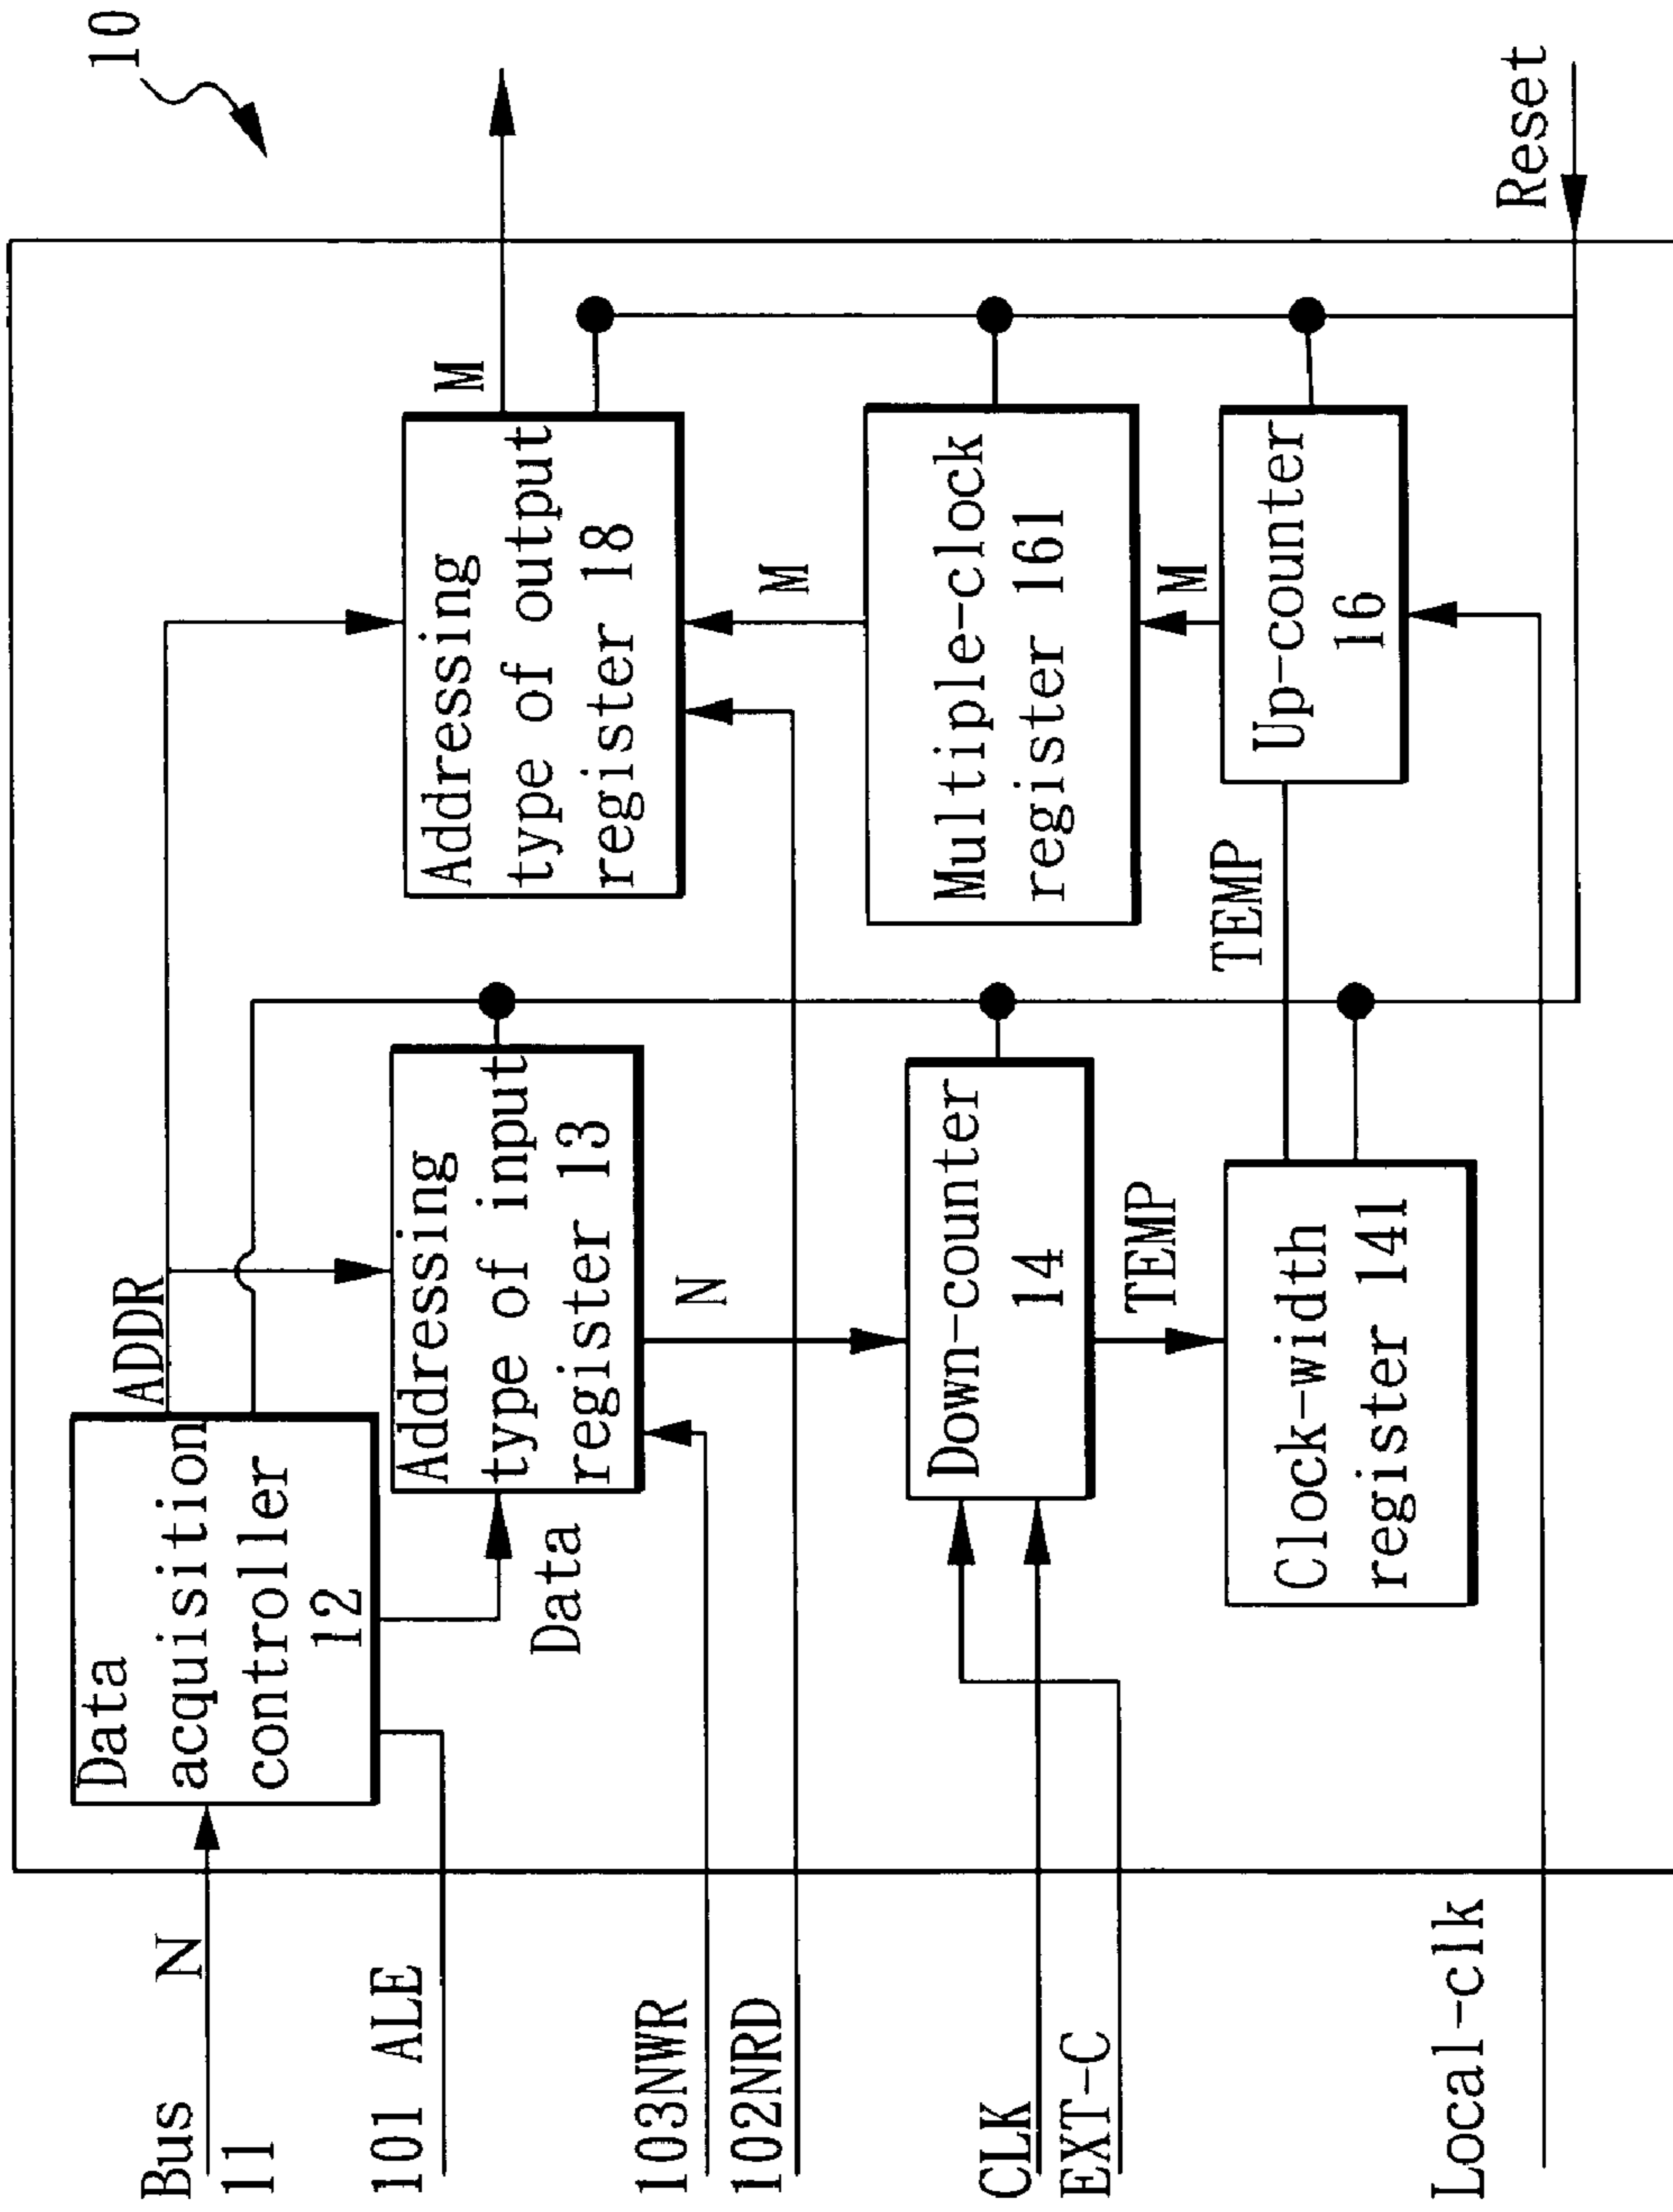 10
Bus N
11
101 ALE
103NWR
102NRD
CLK
EXT-C
Local-clk
Data
acquisition
controller
12
ADDR
Data
Addressing
type of input
register 13
N
Down-counter
14
TEMP
Clock-width
register 141
TEMP
Addressing
type of output
register 18
M
M
Multiple-clock
register 161
M
Up-counter
16
Reset